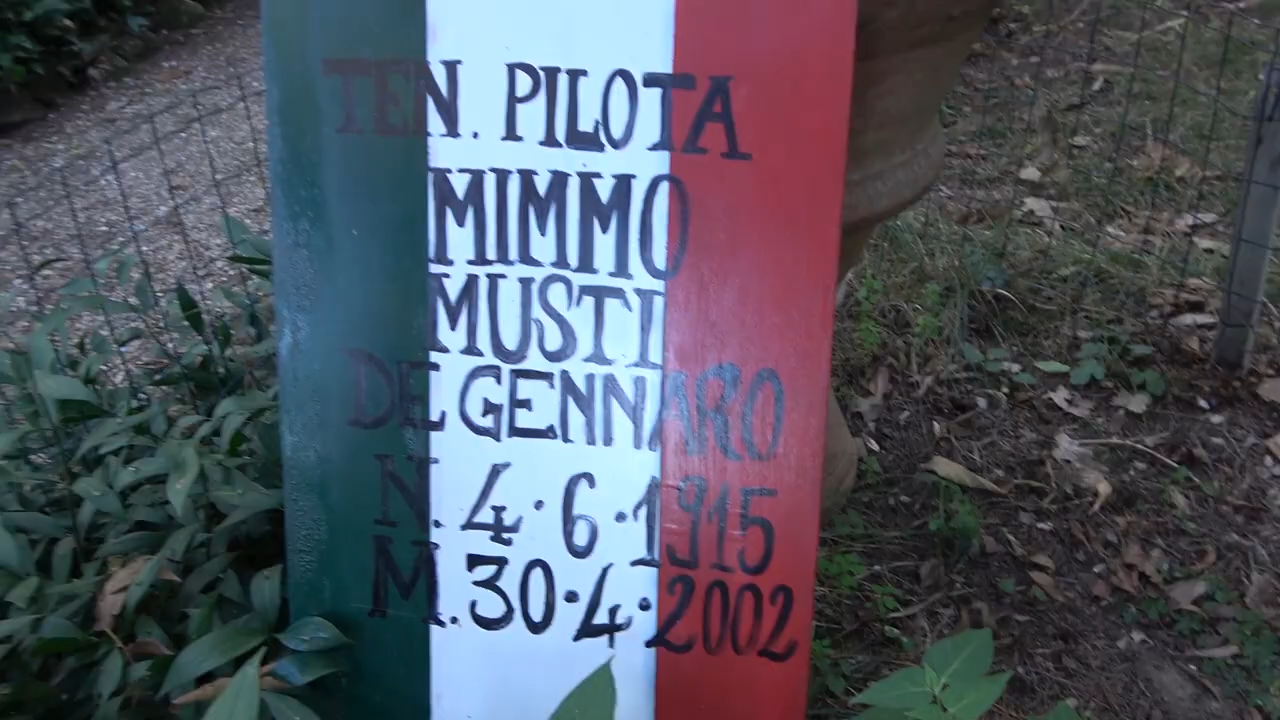 TEN. PILOTA
MIMMO
MUSTI
DE GENNARO
N. 4·6·1915
M. 30·4·2002